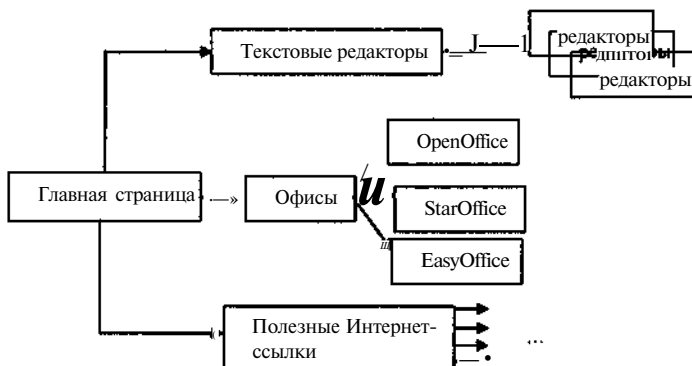 Текстовые редакторы
редакторы
редакторы
OpenOffice
Главная страница
Офисы
StarOffice
EasyOffice
Полезные Интернет-
ссылки
...